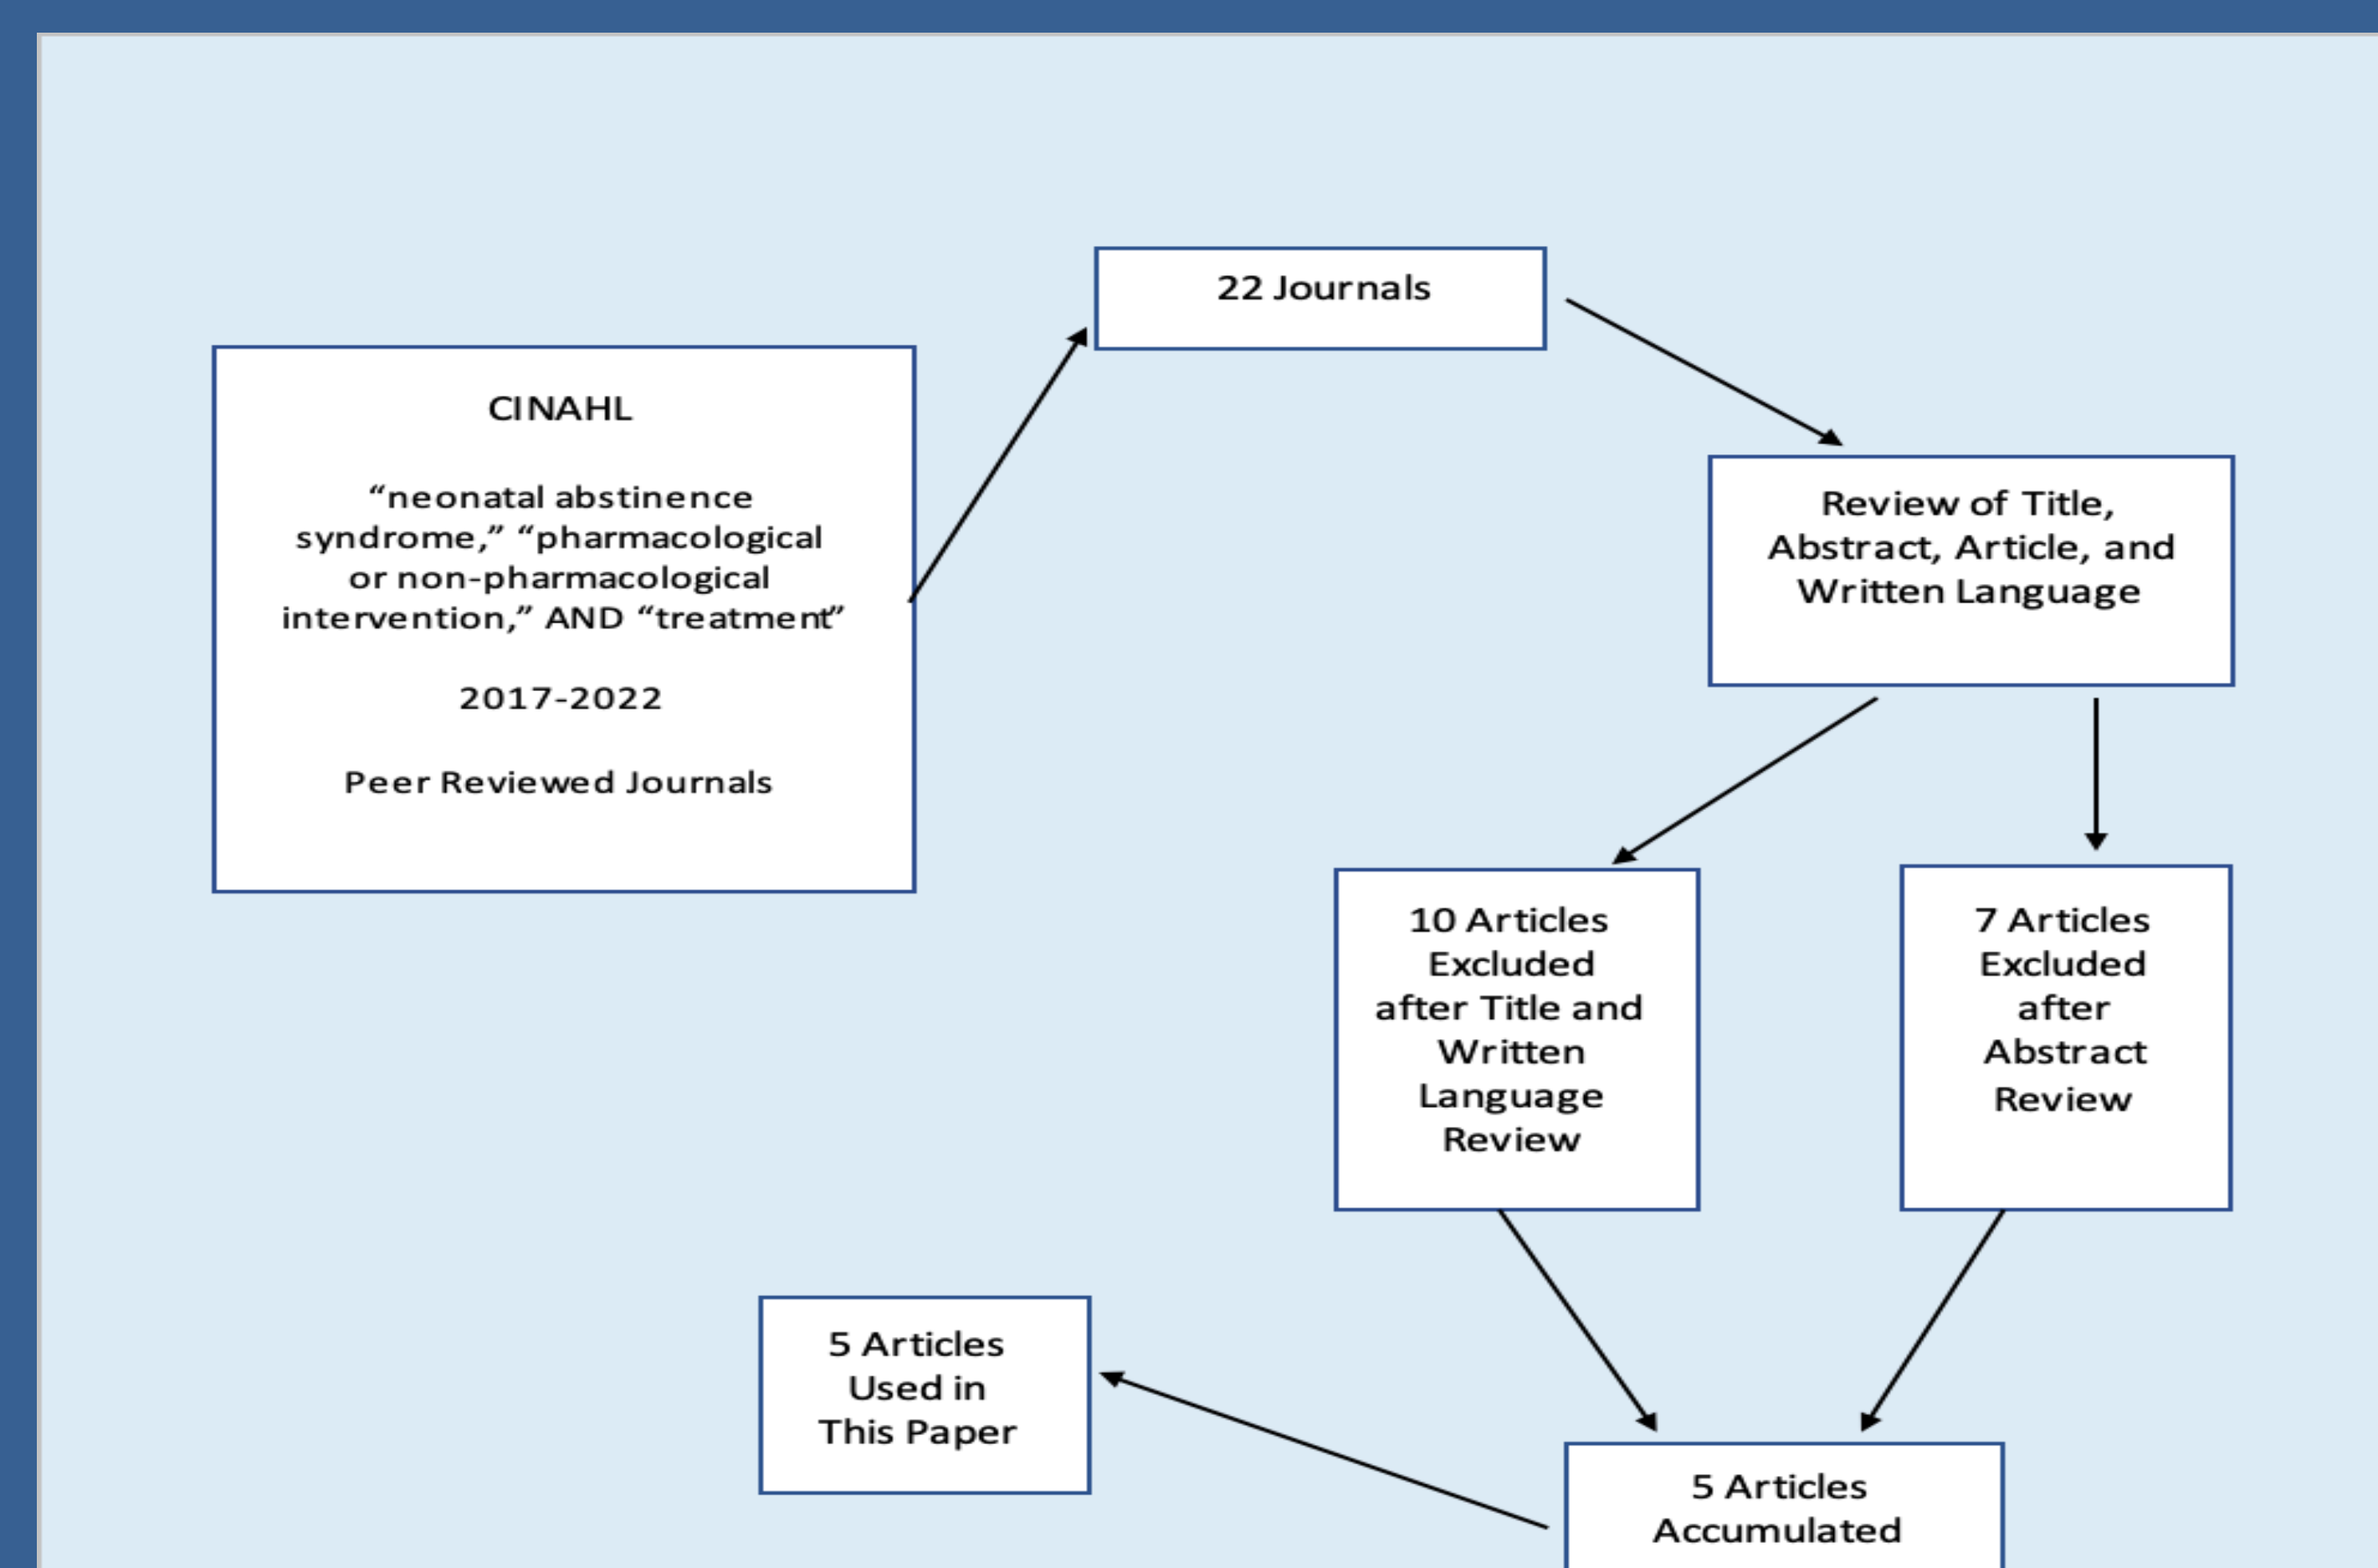 CINAHL
“neonatal abstinence
syndrome,” “pharmacological
or non-pharmacological
intervention,” AND “treatment”
2017-2022
Peer Reviewed Journals
22 Journals
Review of Title,
Abstract, Article, and
Written Language
10 Articles
Excluded
after Title and
Written
Language
Review
7 Articles
Excluded
after
Abstract
Review
5 Articles
Accumulated
5 Articles
Used in
This Paper